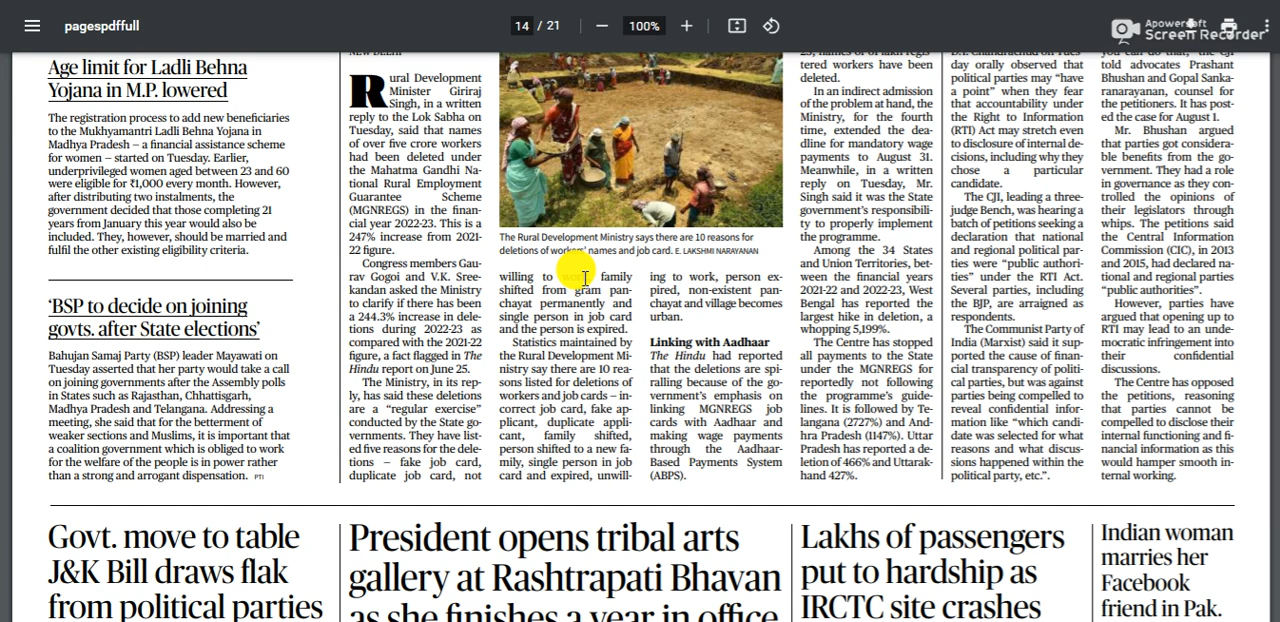 pagespdffull
14 / 21
100%
Apowersoft
Screen Recorder
Age limit for Ladli Behna
Yojana in M.P. lowered
The registration process to add new beneficiaries
to the Mukhyamantri Ladli Behna Yojana in
Madhya Pradesh – a financial assistance scheme
for women – started on Tuesday. Earlier,
underprivileged women aged between 23 and 60
were eligible for ₹1,000 every month. However,
after distributing two instalments, the
government decided that those completing 21
years from January this year would also be
included. They, however, should be married and
fulfil the other existing eligibility criteria.
‘BSP to decide on joining
govts. after State elections’
Bahujan Samaj Party (BSP) leader Mayawati on
Tuesday asserted that her party would take a call
on joining governments after the Assembly polls
in States such as Rajasthan, Chhattisgarh,
Madhya Pradesh and Telangana. Addressing a
meeting, she said that for the betterment of
weaker sections and Muslims, it is important that
a coalition government which is obliged to work
for the welfare of the people is in power rather
than a strong and arrogant dispensation. PTI
NEW DELHI
Rural Development
Minister Giriraj
Singh, in a written
reply to the Lok Sabha on
Tuesday, said that names
of over five crore workers
had been deleted under
the Mahatma Gandhi Na-
tional Rural Employment
Guarantee Scheme
(MGNREGS) in the finan-
cial year 2022-23. This is a
247% increase from 2021-
22 figure.
Congress members Gau-
rav Gogoi and V.K. Sree-
kandan asked the Ministry
to clarify if there has been
a 244.3% increase in dele-
tions during 2022-23 as
compared with the 2021-22
figure, a fact flagged in The
Hindu report on June 25.
The Ministry, in its rep-
ly, has said these deletions
are a “regular exercise”
conducted by the State go-
vernments. They have list-
ed five reasons for the dele-
tions – fake job card,
duplicate job card, not
The Rural Development Ministry says there are 10 reasons for
deletions of workers’ names and job card. E. LAKSHMI NARAYANAN
willing to work, family
shifted from gram pan-
chayat permanently and
single person in job card
and the person is expired.
Statistics maintained by
the Rural Development Mi-
nistry say there are 10 rea-
sons listed for deletions of
workers and job cards – in-
correct job card, fake ap-
plicant, duplicate appli-
cant, family shifted,
person shifted to a new fa-
mily, single person in job
card and expired, unwill-
ing to work, person ex-
pired, non-existent pan-
chayat and village becomes
urban.
Linking with Aadhaar
The Hindu had reported
that the deletions are spi-
ralling because of the go-
vernment’s emphasis on
linking MGNREGS job
cards with Aadhaar and
making wage payments
through the Aadhaar-
Based Payments System
(ABPS).
tered workers have been
deleted.
In an indirect admission
of the problem at hand, the
Ministry, for the fourth
time, extended the dea-
dline for mandatory wage
payments to August 31.
Meanwhile, in a written
reply on Tuesday, Mr.
Singh said it was the State
government’s responsibili-
ty to properly implement
the programme.
Among the 34 States
and Union Territories, bet-
ween the financial years
2021-22 and 2022-23, West
Bengal has reported the
largest hike in deletion, a
whopping 5,199%.
The Centre has stopped
all payments to the State
under the MGNREGS for
reportedly not following
the programme’s guide-
lines. It is followed by Te-
langana (2727%) and And-
hra Pradesh (1147%). Uttar
Pradesh has reported a de-
letion of 466% and Uttarak-
hand 427%.
D.Y. Chandrachud on Tues-
day orally observed that
political parties may “have
a point” when they fear
that accountability under
the Right to Information
(RTI) Act may stretch even
to disclosure of internal de-
cisions, including why they
chose a particular
candidate.
The CJI, leading a three-
judge Bench, was hearing a
batch of petitions seeking a
declaration that national
and regional political par-
ties were “public authori-
ties” under the RTI Act.
Several parties, including
the BJP, are arraigned as
respondents.
The Communist Party of
India (Marxist) said it sup-
ported the cause of finan-
cial transparency of politi-
cal parties, but was against
parties being compelled to
reveal confidential infor-
mation like “which candi-
date was selected for what
reasons and what discus-
sions happened within the
political party, etc.”.
you can do that, the CJI
told advocates Prashant
Bhushan and Gopal Sanka-
ranarayanan, counsel for
the petitioners. It has post-
ed the case for August 1.
Mr. Bhushan argued
that parties got considera-
ble benefits from the go-
vernment. They had a role
in governance as they con-
trolled the opinions of
their legislators through
whips. The petitions said
the Central Information
Commission (CIC), in 2013
and 2015, had declared na-
tional and regional parties
“public authorities”.
However, parties have
argued that opening up to
RTI may lead to an unde-
mocratic infringement into
their confidential
discussions.
The Centre has opposed
the petitions, reasoning
that parties cannot be
compelled to disclose their
internal functioning and fi-
nancial information as this
would hamper smooth in-
ternal working.
Govt. move to table
J&K Bill draws flak
from political parties
President opens tribal arts
gallery at Rashtrapati Bhavan
as she finishes a year in office
Lakhs of passengers
put to hardship as
IRCTC site crashes
Indian woman
marries her
Facebook
friend in Pak.